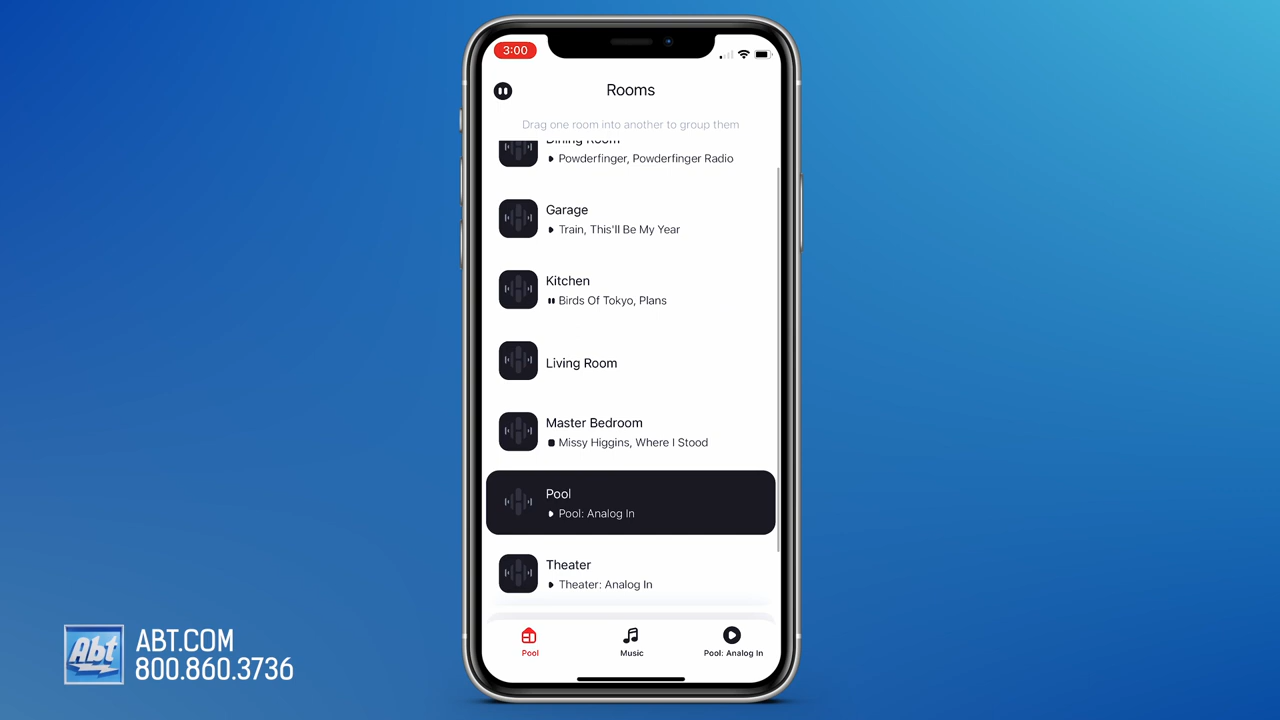 3:00
Rooms
Drag one room into another to group them
Dining Room
Powderfinger, Powderfinger Radio
Garage
Train, This'll Be My Year
Kitchen
Birds Of Tokyo, Plans
Living Room
Master Bedroom
Missy Higgins, Where I Stood
Pool
Pool: Analog In
Theater
Theater: Analog In
Pool
Music
Pool: Analog In
Abt
ABT.COM
800.860.3736